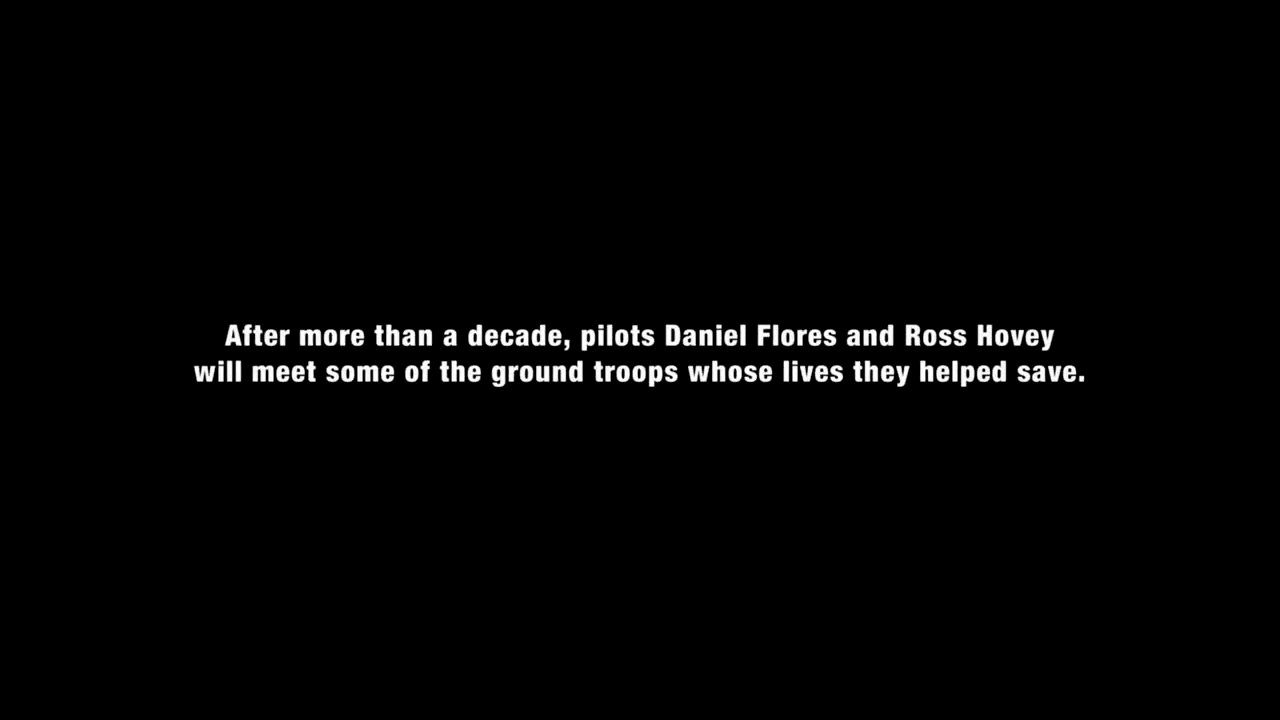 After more than a decade, pilots Daniel Flores and Ross Hovey
will meet some of the ground troops whose lives they helped save.